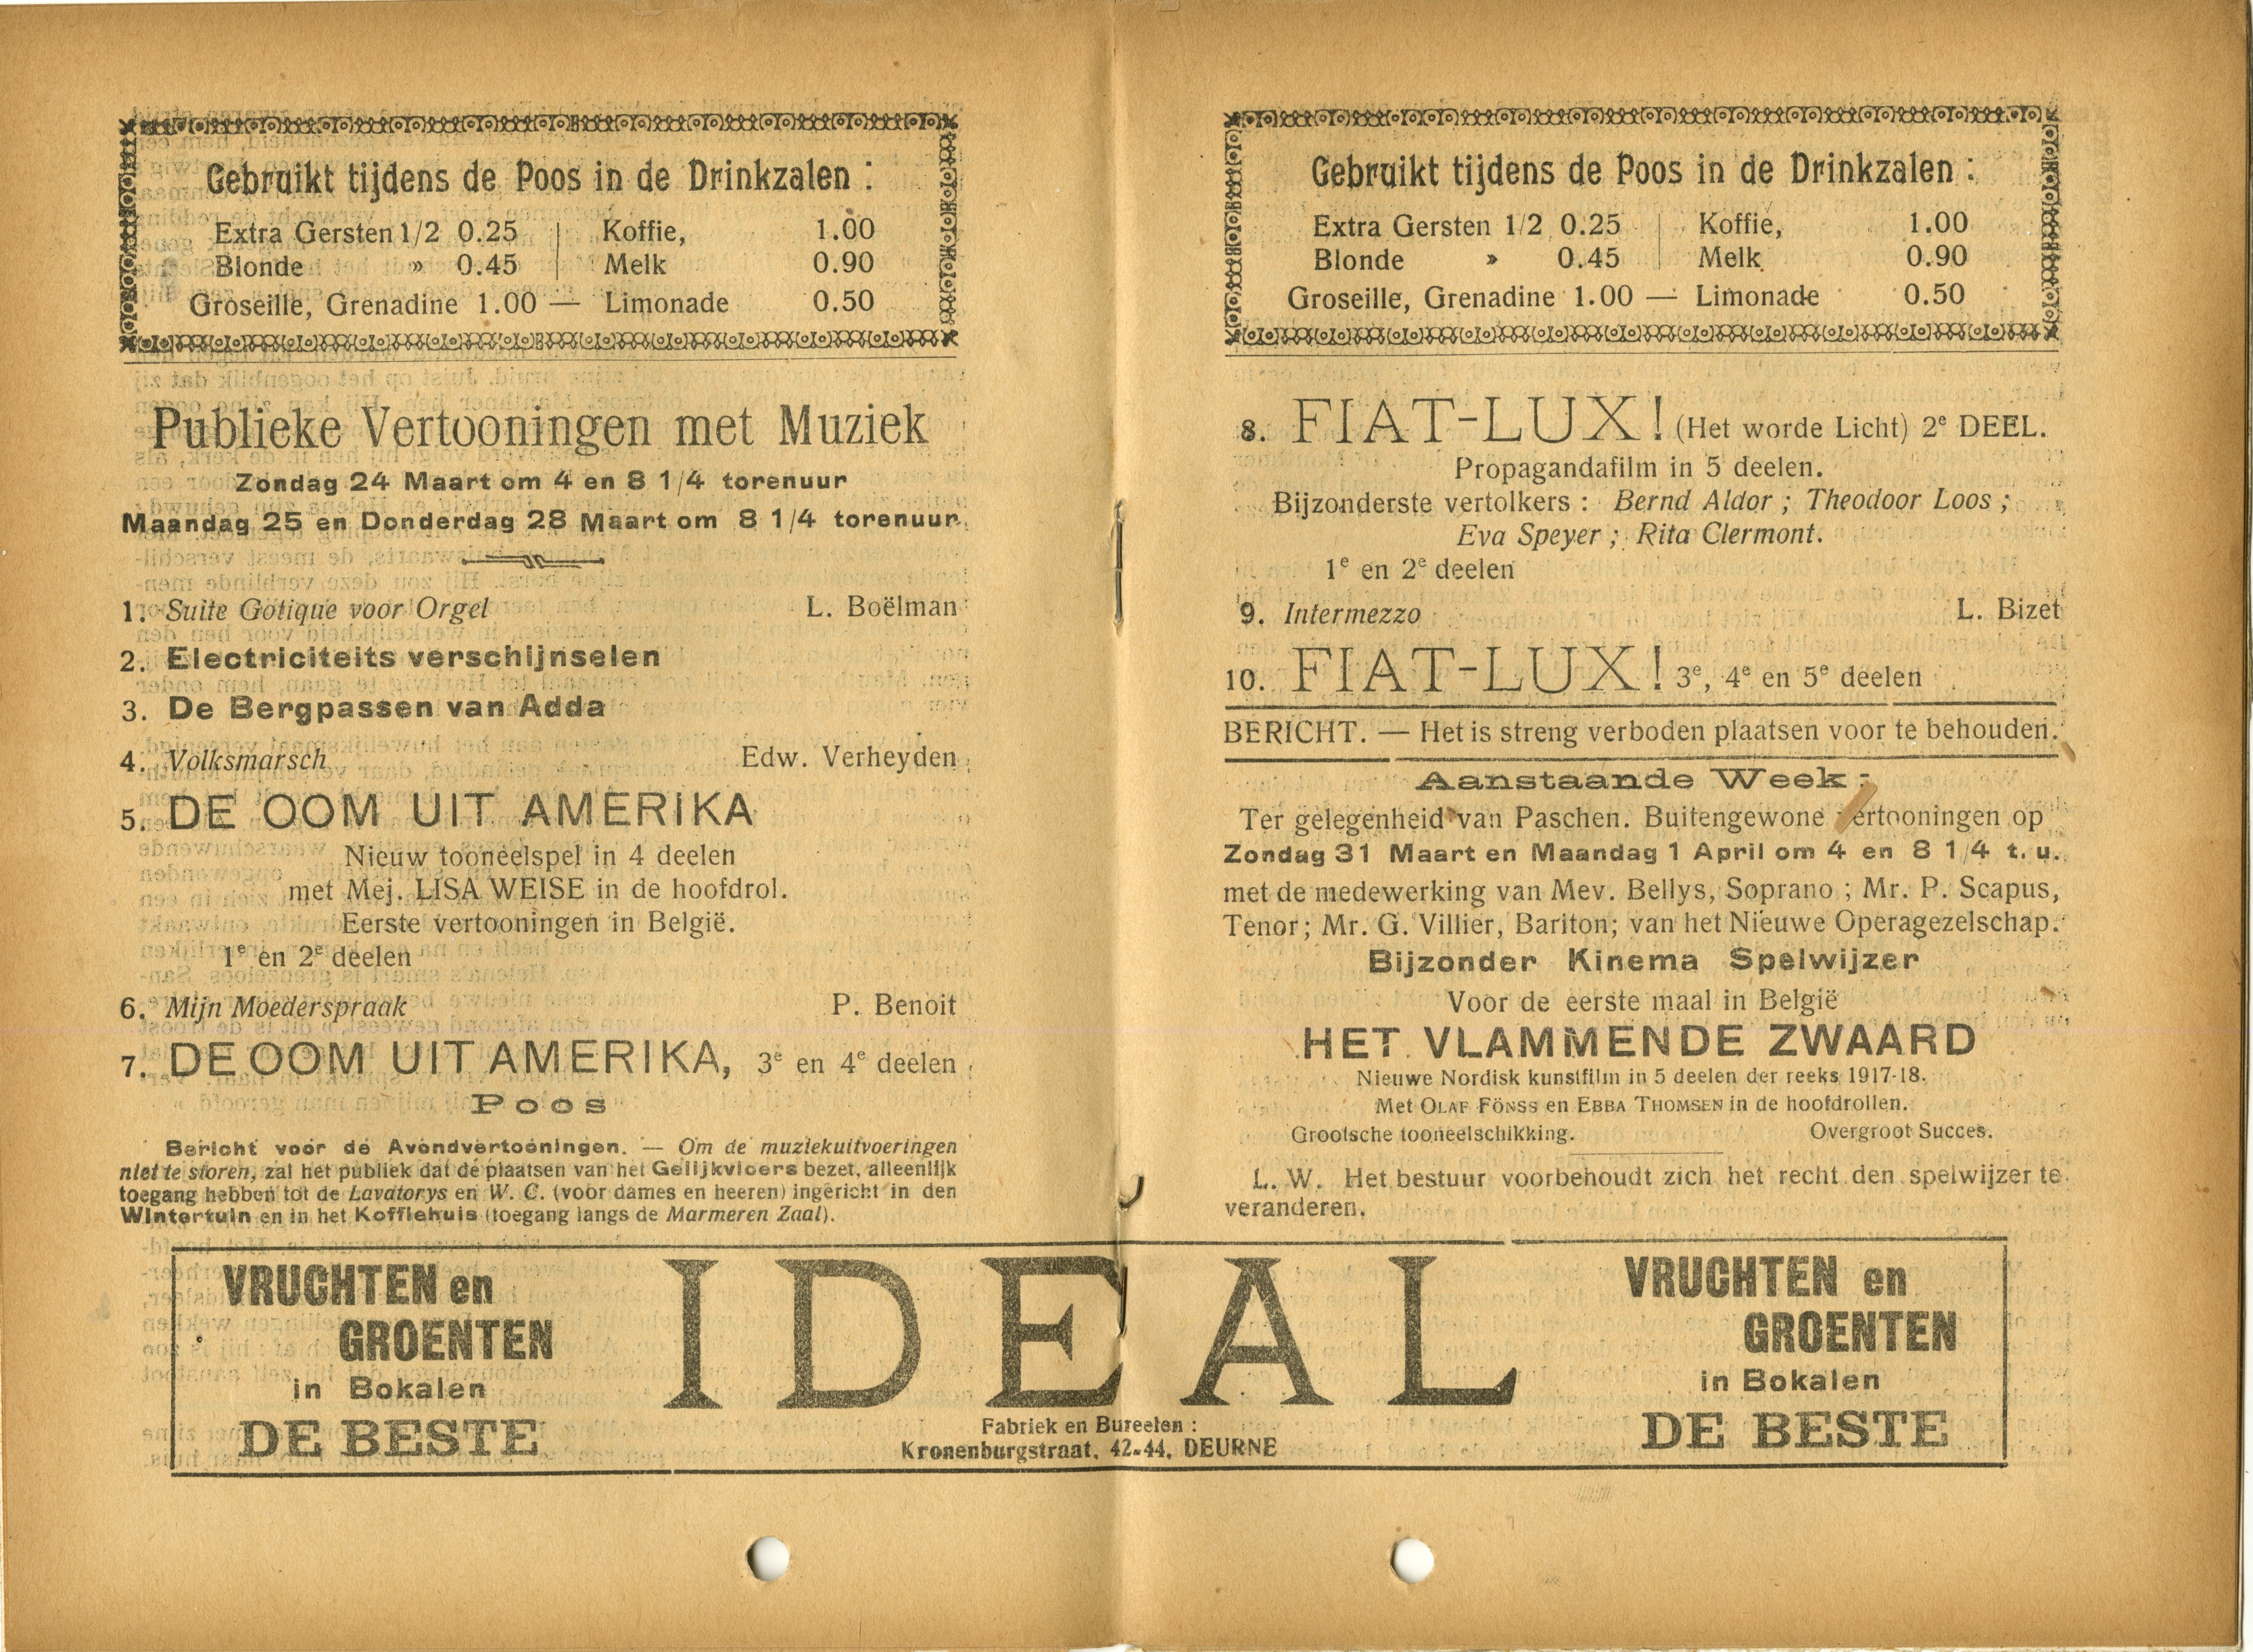 Gebruikt tijdens de Poos in de Drinkzalen :
Extra Gersten 1/2 0.25 Koffie, 1.00
Blonde » 0.45 Melk 0.90
Groseille, Grenadine 1.00 — Limonade 0.50
Publieke Vertooningen met Muziek
Zondag 24 Maart om 4 en 8 1/4 torenuur
Maandag 25 en Donderdag 28 Maart om 8 1/4 torenuur.
1. Suite Gotique voor Orgel L. Boëlman
2. Electriciteits verschijnselen
3. De Bergpassen van Adda
4. Volksmarsch Edw. Verheyden
5. DE OOM UIT AMERIKA
Nieuw tooneelspel in 4 deelen
met Mej. LISA WEISE in de hoofdrol.
Eerste vertooningen in België.
1e en 2e deelen
6. Mijn Moederspraak P. Benoit
7. DE OOM UIT AMERIKA, 3e en 4e deelen
Poos
Bericht voor de Avondvertooningen. — Om de muziekuitvoeringen
niet te storen, zal het publiek dat de plaatsen van het Gelijkvloers bezet, alleenlijk
toegang hebben tot de Lavatorys en W. C. (voor dames en heeren) ingericht in den
Wintertuin en in het Koffiehuis (toegang langs de Marmeren Zaal).
Gebruikt tijdens de Poos in de Drinkzalen :
Extra Gersten 1/2 0.25 Koffie, 1.00
Blonde » 0.45 Melk 0.90
Groseille, Grenadine 1.00 — Limonade 0.50
8. FIAT-LUX! (Het worde Licht) 2e DEEL.
Propagandafilm in 5 deelen.
Bijzonderste vertolkers : Bernd Aldor ; Theodoor Loos ;
Eva Speyer ; Rita Clermont.
1e en 2e deelen
9. Intermezzo L. Bizet
10. FIAT-LUX! 3e, 4e en 5e deelen
BERICHT. — Het is streng verboden plaatsen voor te behouden.
Aanstaande Week :
Ter gelegenheid van Paschen. Buitengewone Vertooningen op
Zondag 31 Maart en Maandag 1 April om 4 en 8 1/4 t. u.
met de medewerking van Mev. Bellys, Soprano ; Mr. P. Scapus,
Tenor; Mr. G. Villier, Bariton; van het Nieuwe Operagezelschap.
Bijzonder Kinema Spelwijzer
Voor de eerste maal in België
HET VLAMMENDE ZWAARD
Nieuwe Nordisk kunstfilm in 5 deelen der reeks 1917-18.
Met OLAF FÖNSS en EBBA THOMSEN in de hoofdrollen.
Grootsche tooneelschikking. Overgroot Succes.
L. W. Het bestuur voorbehoudt zich het recht den spelwijzer te
veranderen.
VRUCHTEN en
GROENTEN
in Bokalen
DE BESTE
IDEAL
Fabriek en Bureelen :
Kronenburgstraat, 42-44, DEURNE
VRUCHTEN en
GROENTEN
in Bokalen
DE BESTE